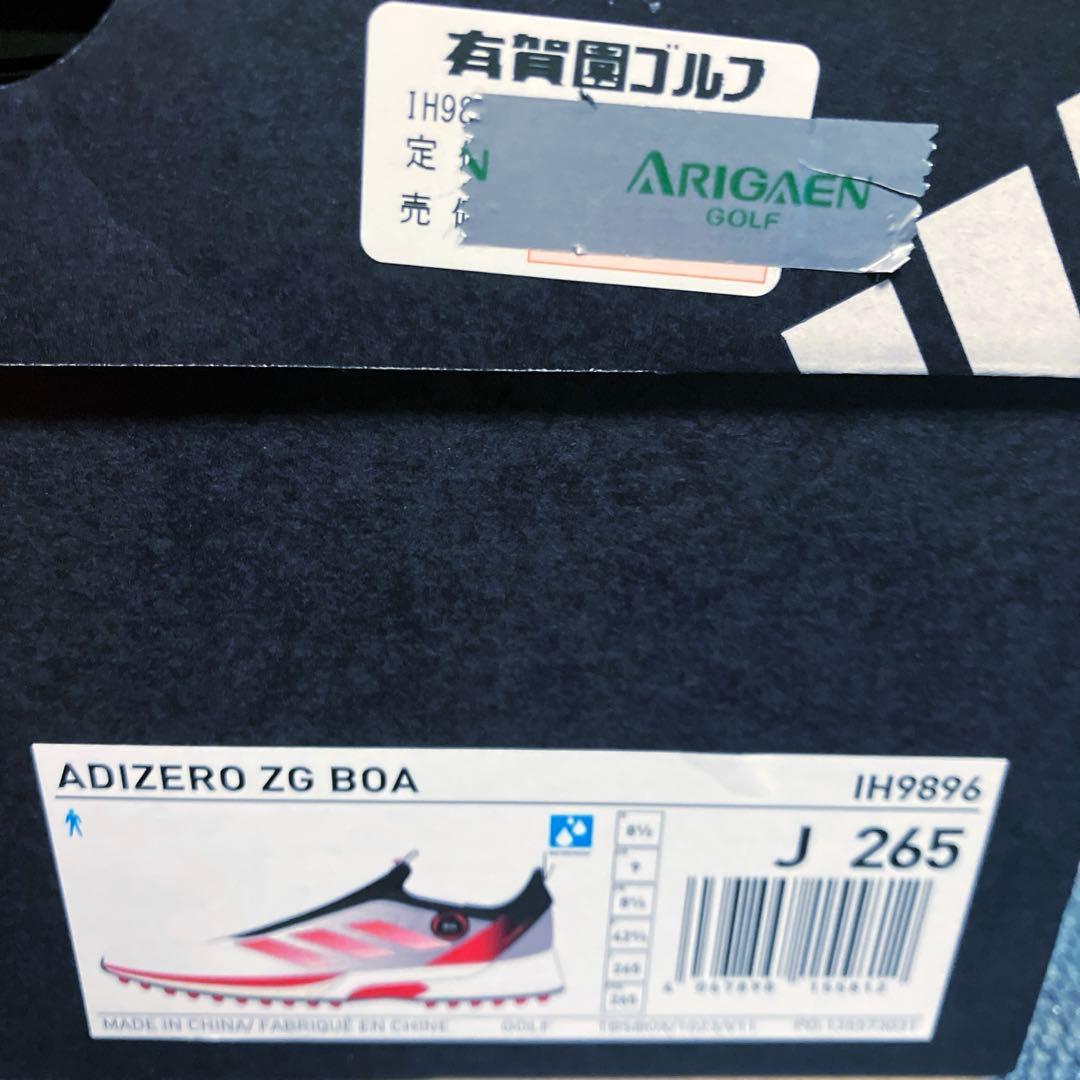 有賀園ゴルフ
IH98
定
売
ARIGAEN
GOLF
ADIZERO ZG BOA
IH9896
J 265
8½
9
8½
42⅔
265
265
MADE IN CHINA/ FABRIQUÉ EN CHINE
GOLF